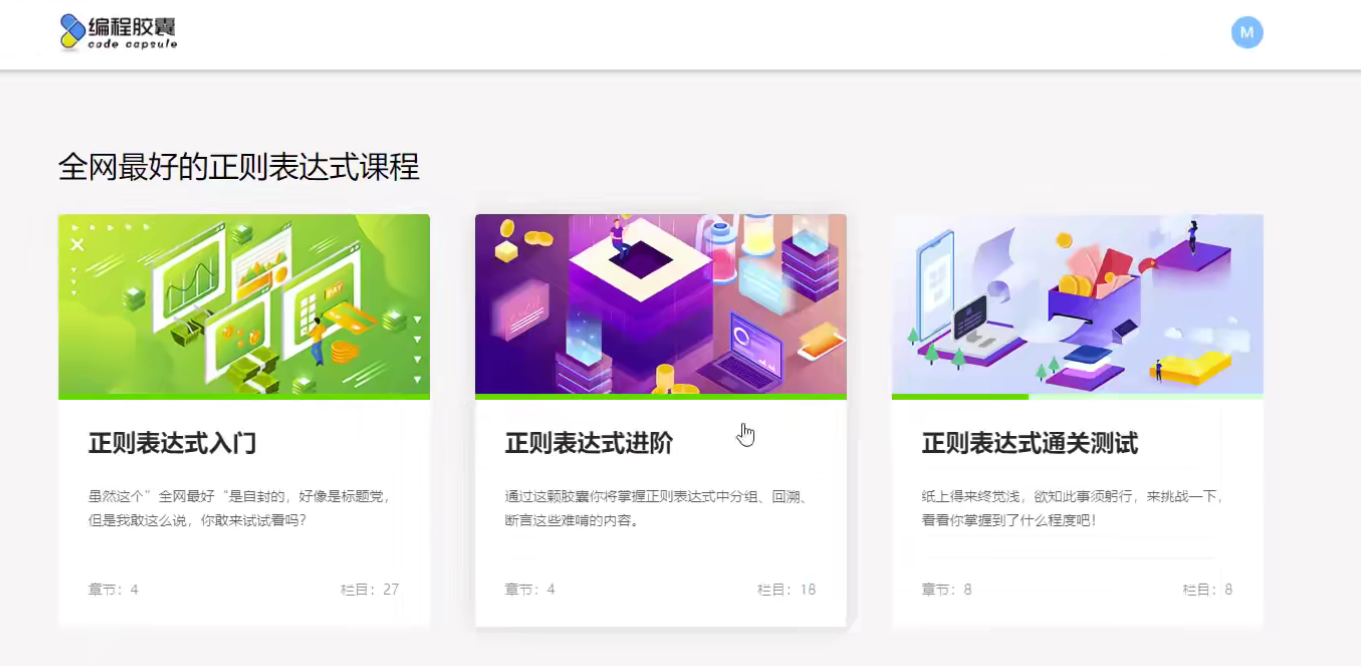 编程胶囊
code capsule
M
全网最好的正则表达式课程
正则表达式入门
虽然这个”全网最好“是自封的，好像是标题党，
但是我敢这么说，你敢来试试看吗？
章节：4
栏目：27
正则表达式进阶
通过这颗胶囊你将掌握正则表达式中分组、回溯、
断言这些难啃的内容。
章节：4
栏目：18
正则表达式通关测试
纸上得来终觉浅，欲知此事须躬行，来挑战一下，
看看你掌握到了什么程度吧！
章节：8
栏目：8